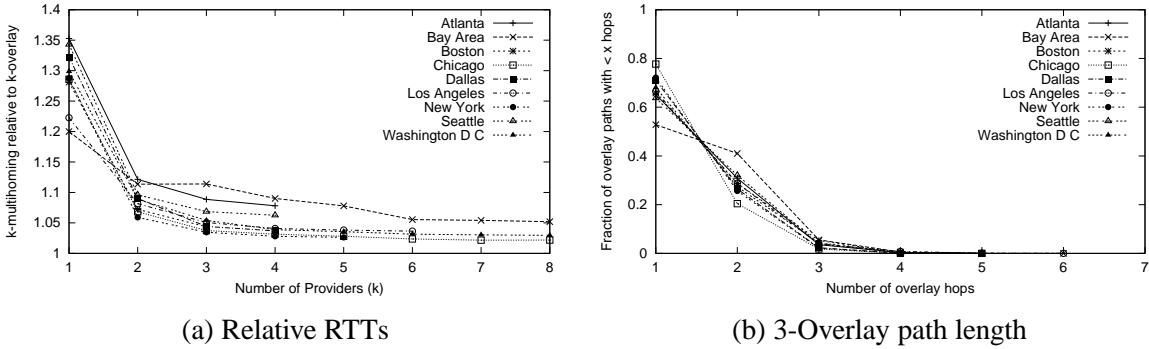 k-multihoming relative to k-overlay
1.4
1.35
1.3
1.25
1.2
1.15
1.1
1.05
1
1 2 3 4 5 6 7 8
Number of Providers (k)
Atlanta
Bay Area
Boston
Chicago
Dallas
Los Angeles
New York
Seattle
Washington D C
(a) Relative RTTs
Fraction of overlay paths with < x hops
1
0.8
0.6
0.4
0.2
0
1 2 3 4 5 6 7
Number of overlay hops
Atlanta
Bay Area
Boston
Chicago
Dallas
Los Angeles
New York
Seattle
Washington D C
(b) 3-Overlay path length